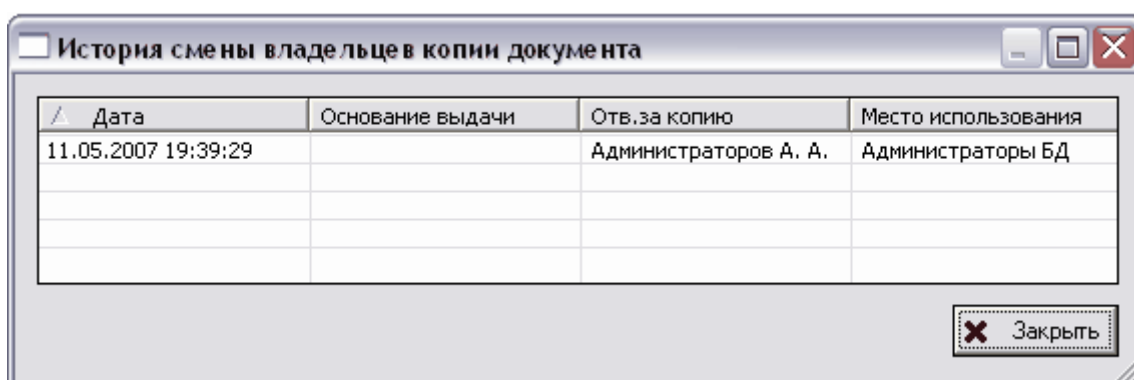 История смены владельцев копии документа
Дата Основание выдачи Отв.за копию Место использования
11.05.2007 19:39:29 Администраторов А. А. Администраторы БД
Закрыть